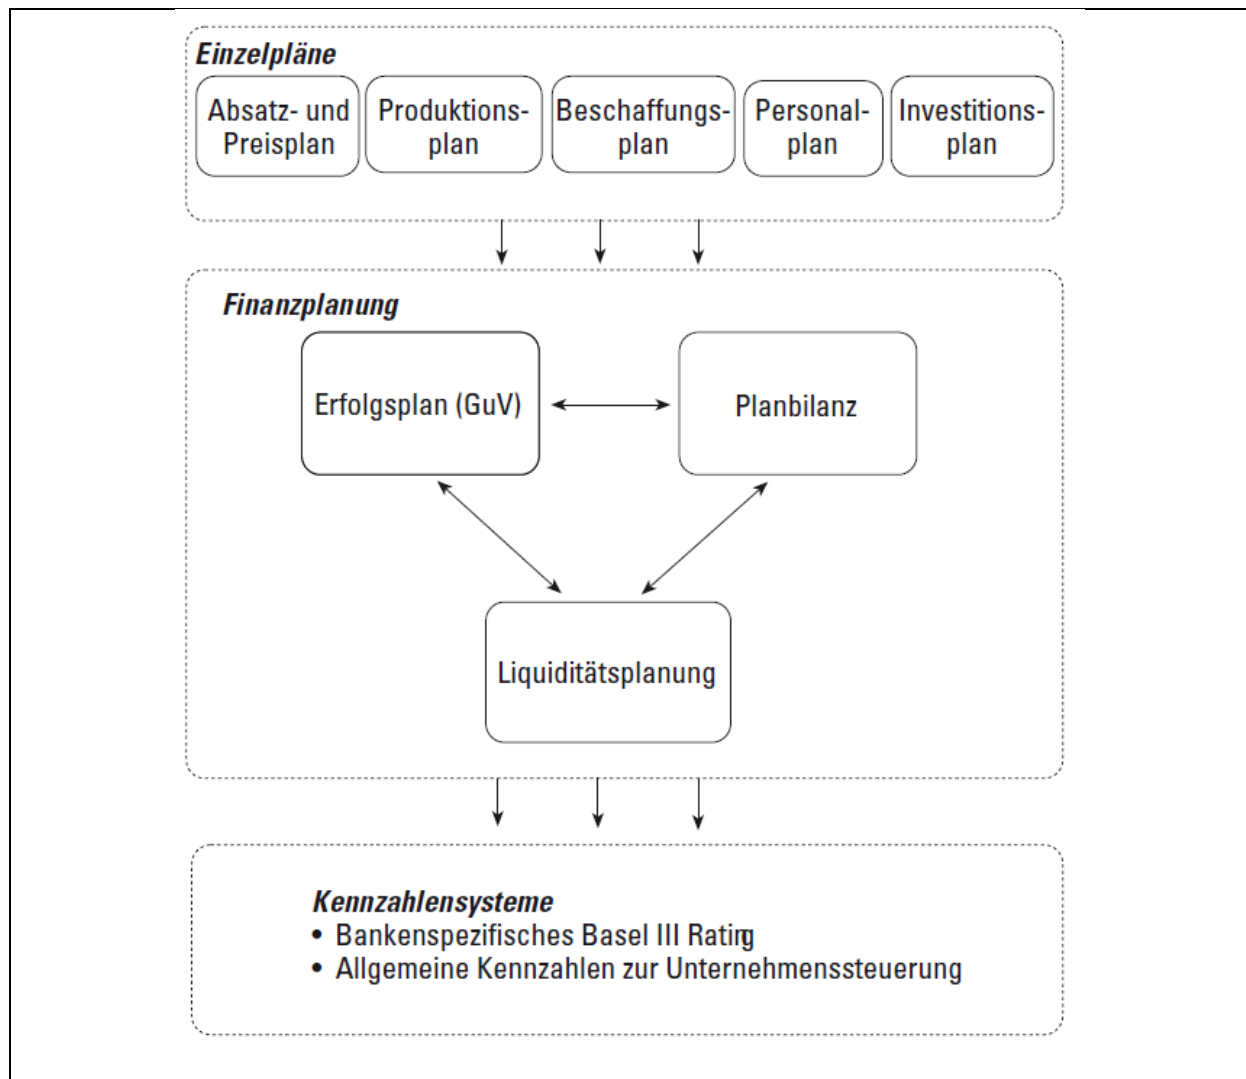 Einzelpläne
Absatz- und
Preisplan
Produktions-
plan
Beschaffungs-
plan
Personal-
plan
Investitions-
plan
Finanzplanung
Erfolgsplan (GuV)
Planbilanz
Liquiditätsplanung
Kennzahlensysteme
• Bankenspezifisches Basel III Rating
• Allgemeine Kennzahlen zur Unternehmenssteuerung